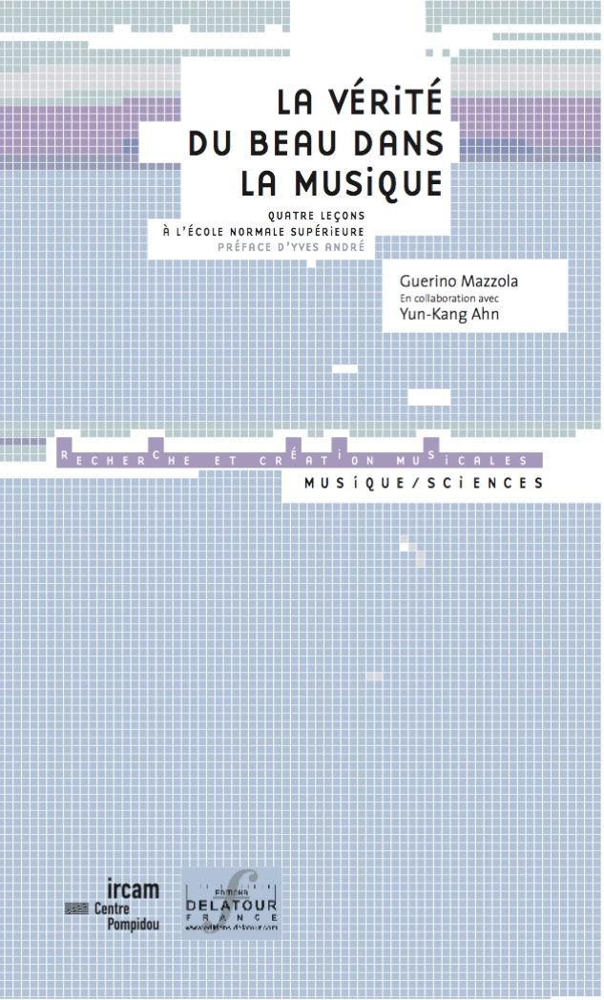 LA VÉRiTÉ
DU BEAU DANS
LA MUSiQUE
QUATRE LEÇONS
À L'ÉCOLE NORMALE SUPÉRiEURE
PRÉFACE D'YVES ANDRÉ
Guerino Mazzola
En collaboration avec
Yun-Kang Ahn
RECHERCHE ET CRÉATiON MUSiCALES
MUSiQUE/SCiENCES
ircam
Centre
Pompidou
EDITIONS
DELATOUR
FRANCE
www.editions-delatour.com